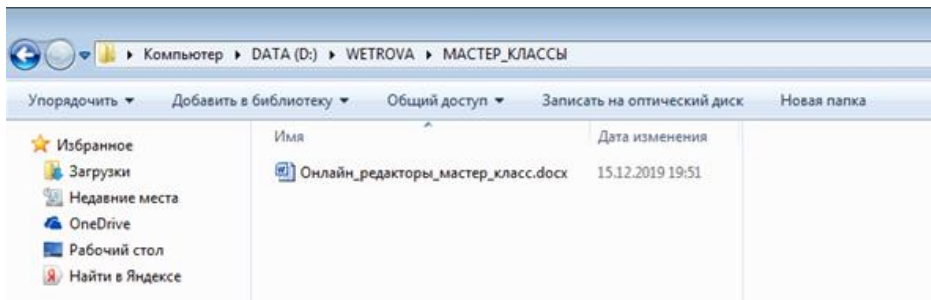 Компьютер ▸ DATA (D:) ▸ WETROVA ▸ МАСТЕР_КЛАССЫ
Упорядочить ▾ Добавить в библиотеку ▾ Общий доступ ▾ Записать на оптический диск Новая папка
Избранное
Загрузки
Недавние места
OneDrive
Рабочий стол
Найти в Яндексе
Имя Дата изменения
Онлайн_редакторы_мастер_класс.docx 15.12.2019 19:51